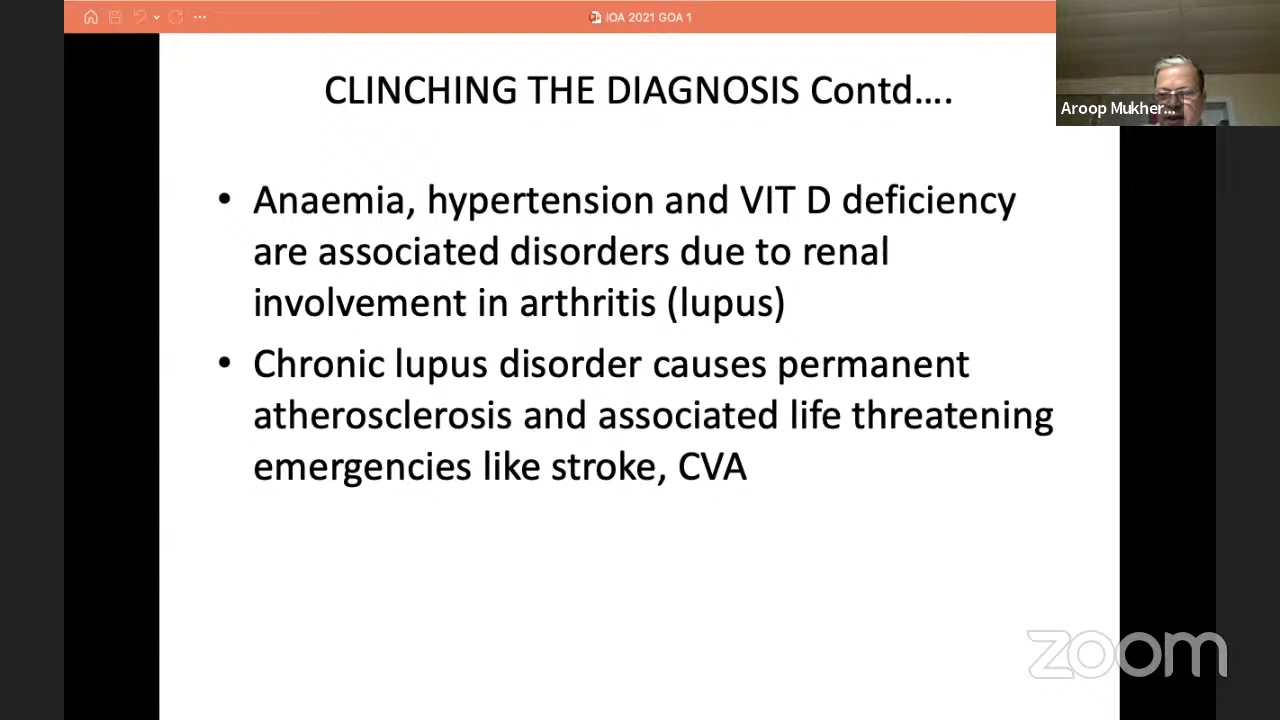 IOA 2021 GOA 1
CLINCHING THE DIAGNOSIS Contd....
Aroop Mukher...
• Anaemia, hypertension and VIT D deficiency
are associated disorders due to renal
involvement in arthritis (lupus)
• Chronic lupus disorder causes permanent
atherosclerosis and associated life threatening
emergencies like stroke, CVA
zoom